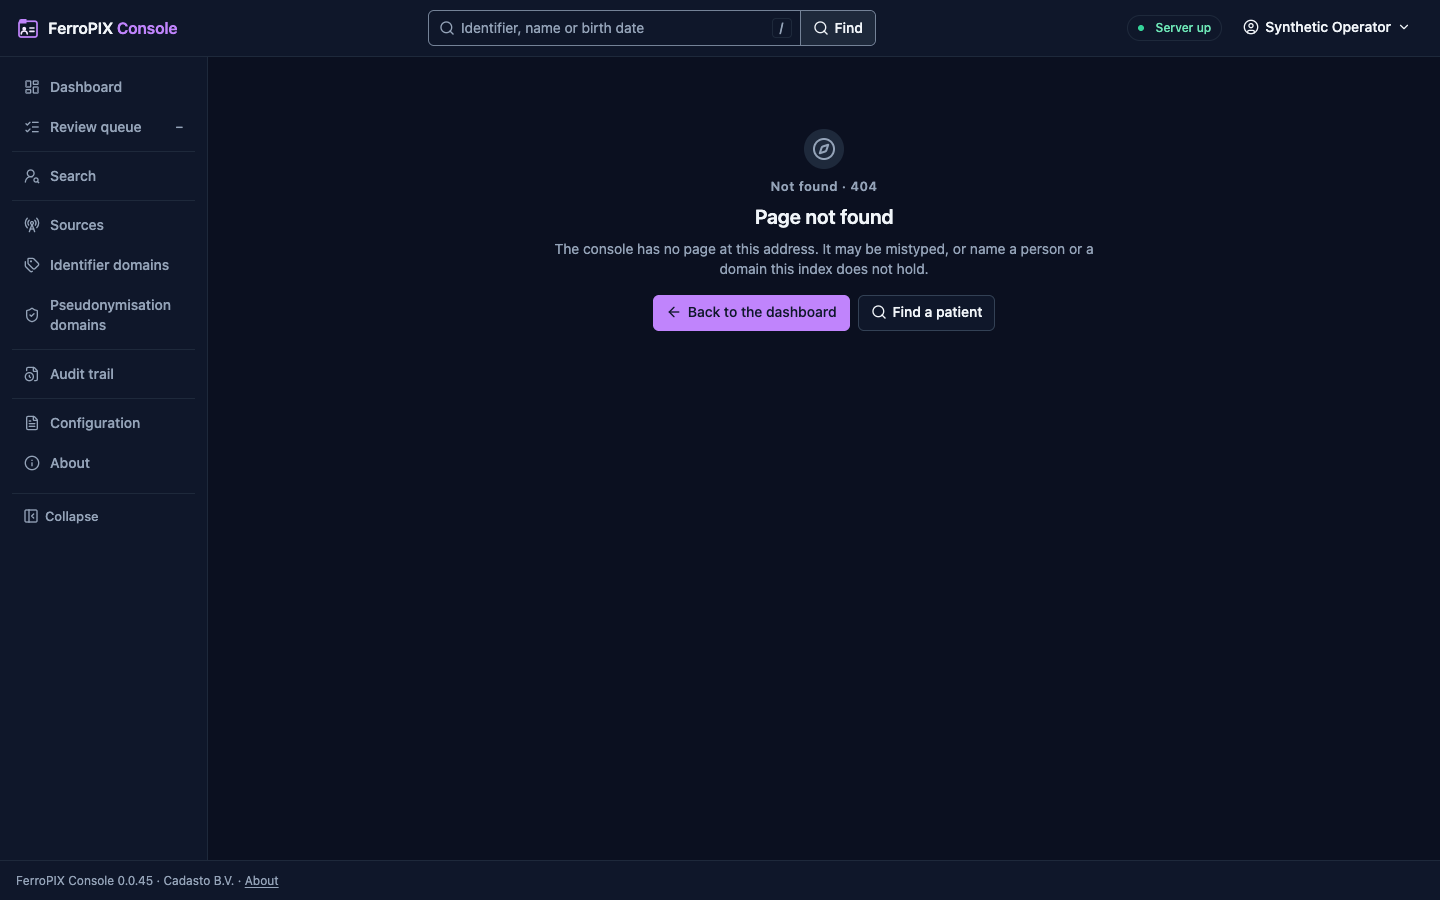 FerroPIX Console
Identifier, name or birth date
/
Find
Server up
Synthetic Operator
Dashboard
Review queue –
Search
Sources
Identifier domains
Pseudonymisation
domains
Audit trail
Configuration
About
Collapse
Not found · 404
Page not found
The console has no page at this address. It may be mistyped, or name a person or a
domain this index does not hold.
Back to the dashboard
Find a patient
FerroPIX Console 0.0.45 · Cadasto B.V. · About